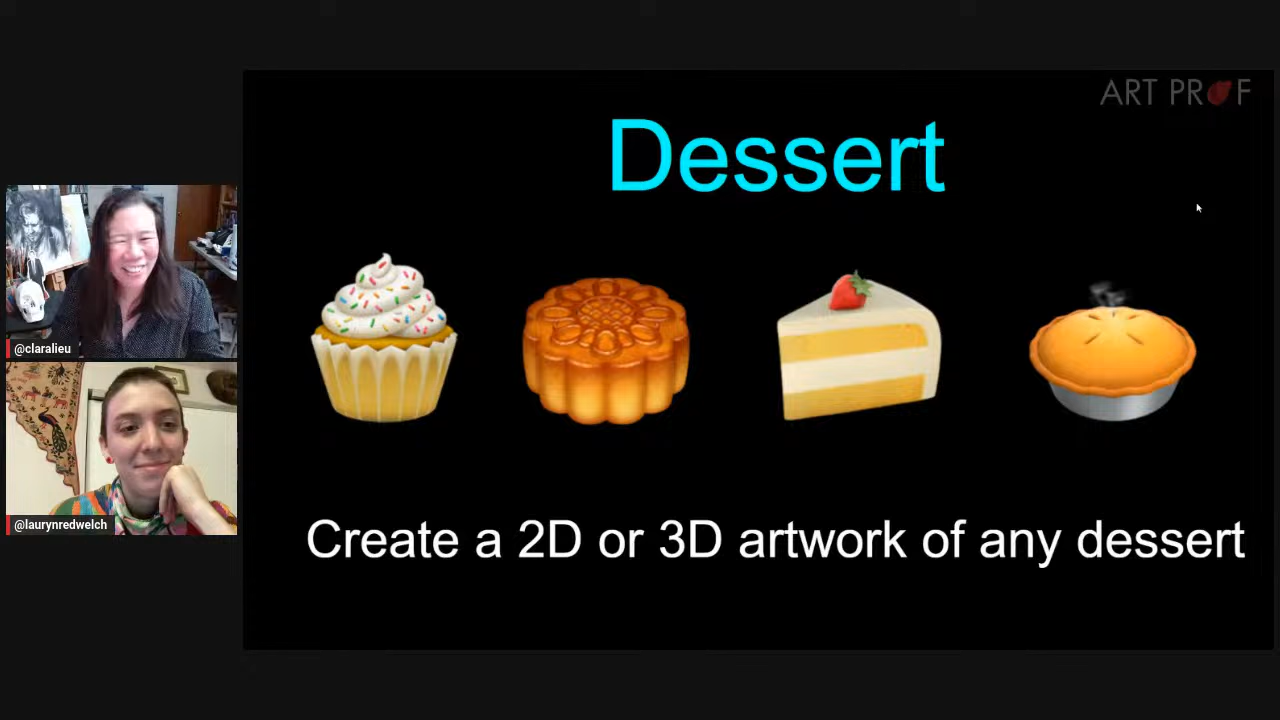 ART PROF
Dessert
@claralieu
@laurynredwelch
Create a 2D or 3D artwork of any dessert